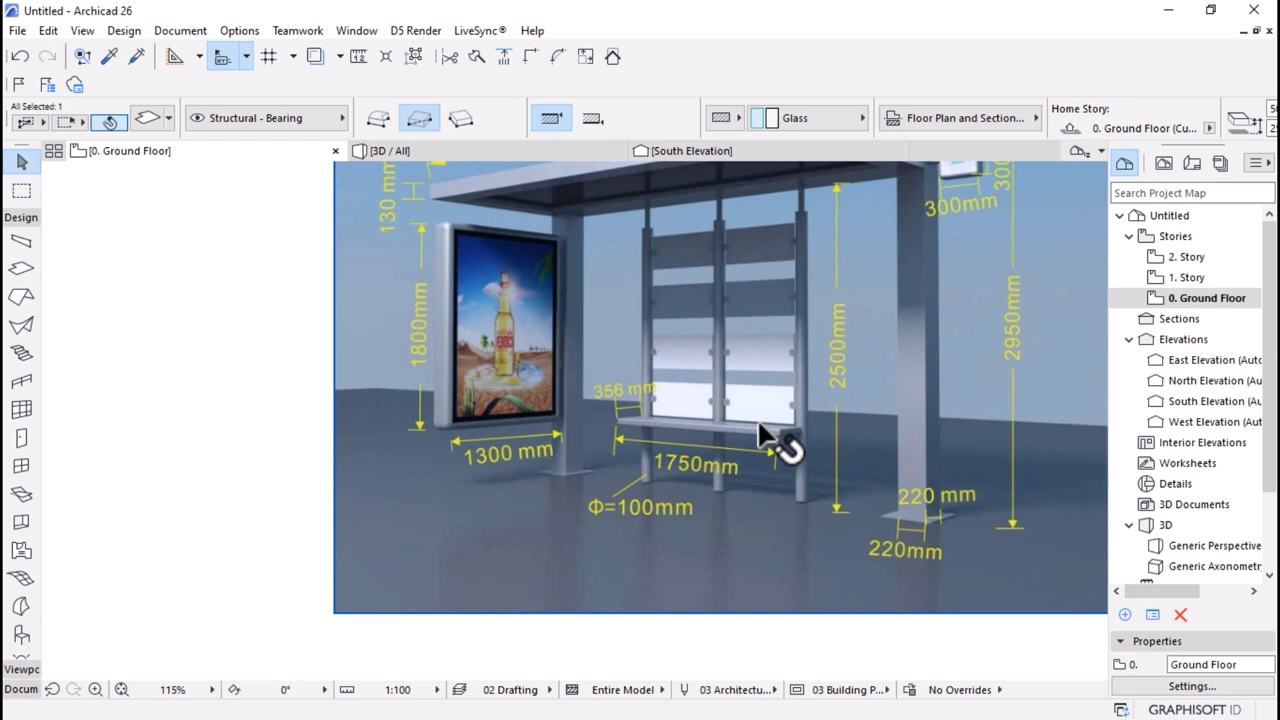 Untitled - Archicad 26
File Edit View Design Document Options Teamwork Window D5 Render LiveSync® Help
All Selected: 1
Structural - Bearing
Glass
Floor Plan and Section...
Home Story:
0. Ground Floor (Cu...
[0. Ground Floor]
[3D / All]
[South Elevation]
Design
Viewpc
Docum
130 mm
300mm
1800mm
356 mm
1300 mm
1750mm
Φ=100mm
2500mm
2950mm
220 mm
220mm
Search Project Map
Untitled
Stories
2. Story
1. Story
0. Ground Floor
Sections
Elevations
East Elevation (Autc
North Elevation (Au
South Elevation (Au
West Elevation (Aut
Interior Elevations
Worksheets
Details
3D Documents
3D
Generic Perspective
Generic Axonometr
Properties
0. Ground Floor
Settings...
115% 0° 1:100 02 Drafting Entire Model 03 Architectu... 03 Building P... No Overrides
GRAPHISOFT ID